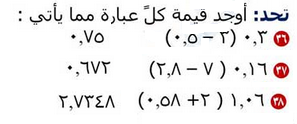 تحد: أوجد قيمة كلَّ عبارة مما يأتي :
٣٦ ٠,٣ (٢ – ٠,٥) ٠,٧٥
٣٧ ٠,١٦ (٧ – ٢,٨) ٠,٦٧٢
٣٨ ١,٠٦ (٢+ ٠,٥٨) ٢,٧٣٤٨